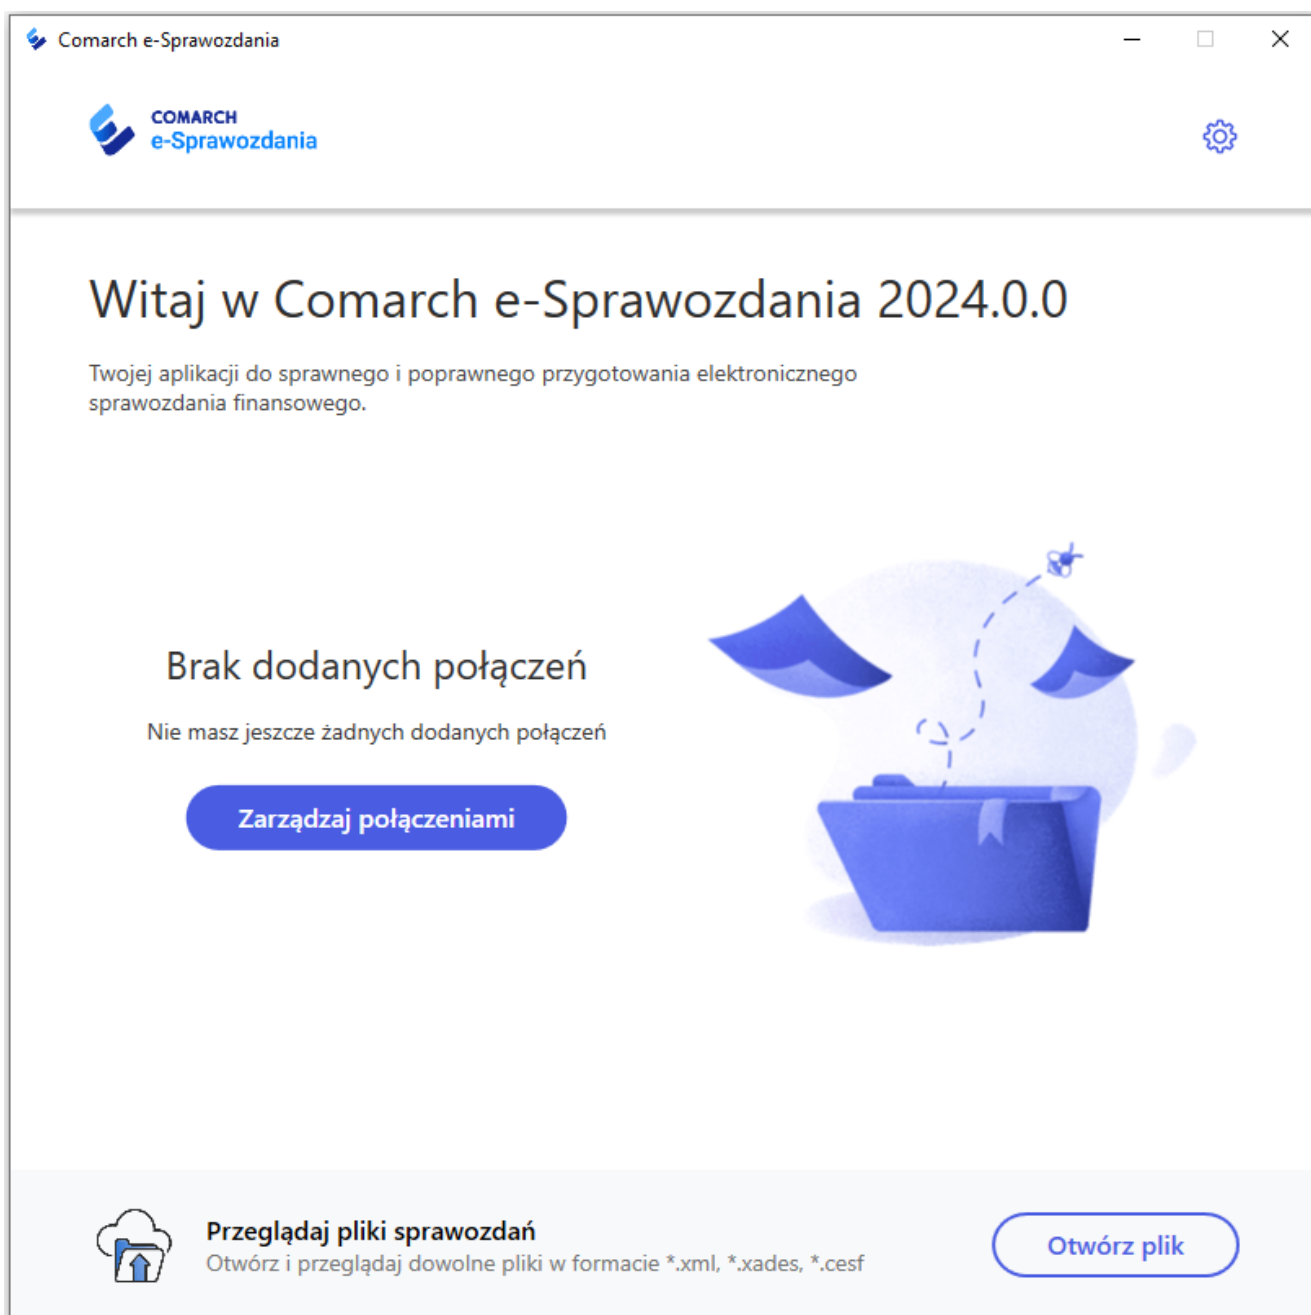 Comarch e-Sprawozdania
COMARCH
e-Sprawozdania
Witaj w Comarch e-Sprawozdania 2024.0.0
Twojej aplikacji do sprawnego i poprawnego przygotowania elektronicznego
sprawozdania finansowego.
Brak dodanych połączeń
Nie masz jeszcze żadnych dodanych połączeń
Zarządzaj połączeniami
Przeglądaj pliki sprawozdań
Otwórz i przeglądaj dowolne pliki w formacie *.xml, *.xades, *.cesf
Otwórz plik